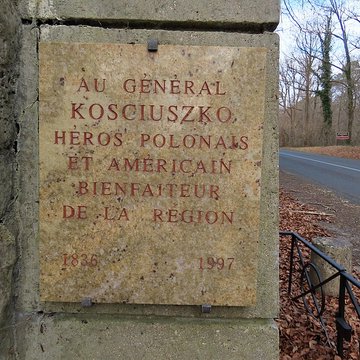 AU GÉNÉRAL
KOSCIUSZKO
HÉROS POLONAIS
ET AMÉRICAIN
BIENFAITEUR
DE LA RÉGION
1836 1997